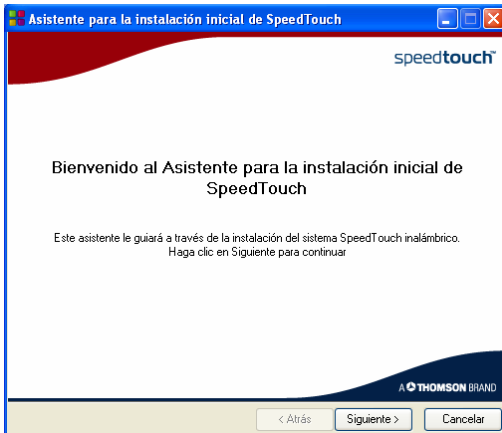 Asistente para la instalación inicial de SpeedTouch
speedtouch™
Bienvenido al Asistente para la instalación inicial de
SpeedTouch
Este asistente le guiará a través de la instalación del sistema SpeedTouch inalámbrico.
Haga clic en Siguiente para continuar
A THOMSON BRAND
< Atrás Siguiente > Cancelar